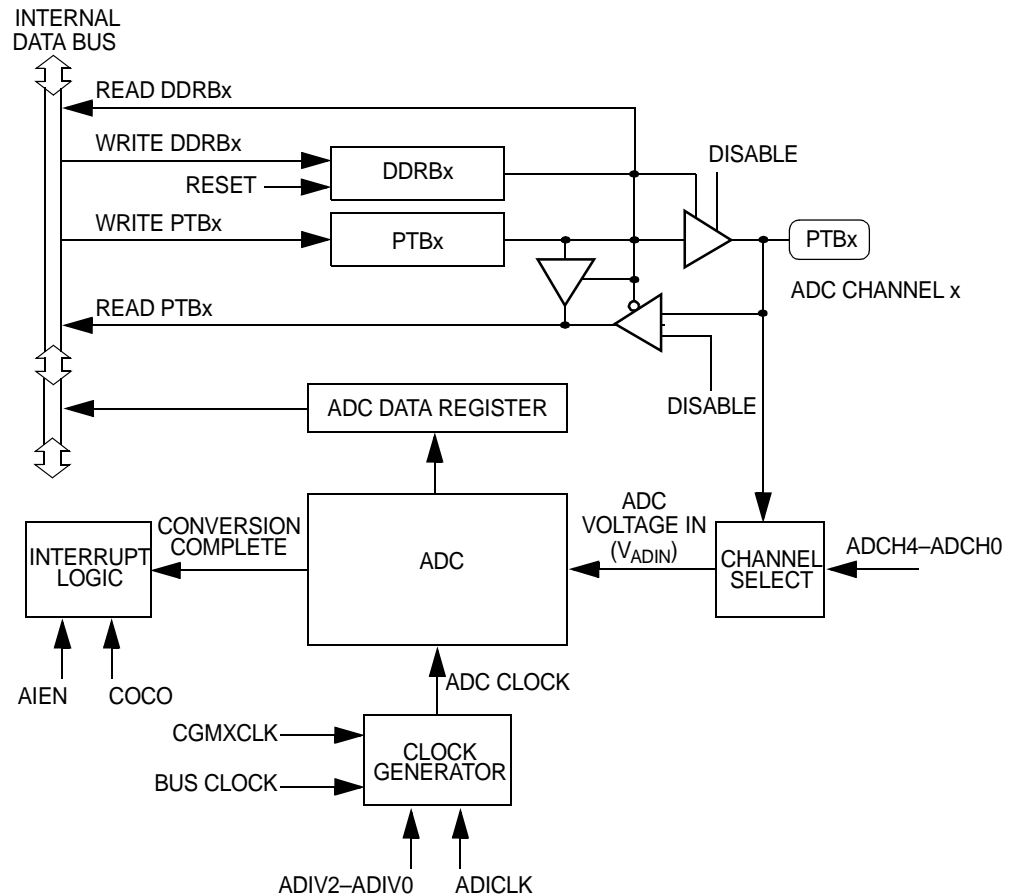 INTERNAL
DATA BUS
READ DDRBx
WRITE DDRBx
DDRBx
DISABLE
RESET
WRITE PTBx
PTBx
PTBx
ADC CHANNEL x
READ PTBx
DISABLE
ADC DATA REGISTER
INTERRUPT
LOGIC
CONVERSION
COMPLETE
ADC
ADC
VOLTAGE IN
(VADIN)
CHANNEL
SELECT
ADCH4–ADCH0
AIEN
COCO
ADC CLOCK
CGMXCLK
BUS CLOCK
CLOCK
GENERATOR
ADIV2–ADIV0
ADICLK